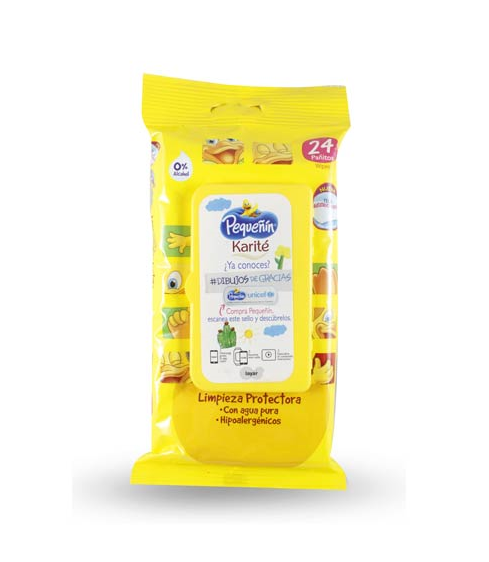 24
Pañitos
Wipes
0%
Alcohol
Pequeñín
Karité
¿Ya conoces?
#DIBUJOS DE GRACIAS
unicef
Compra Pequeñín,
escanea este sello y descúbrelos.
Limpieza Protectora
• Con agua pura
• Hipoalergénicos